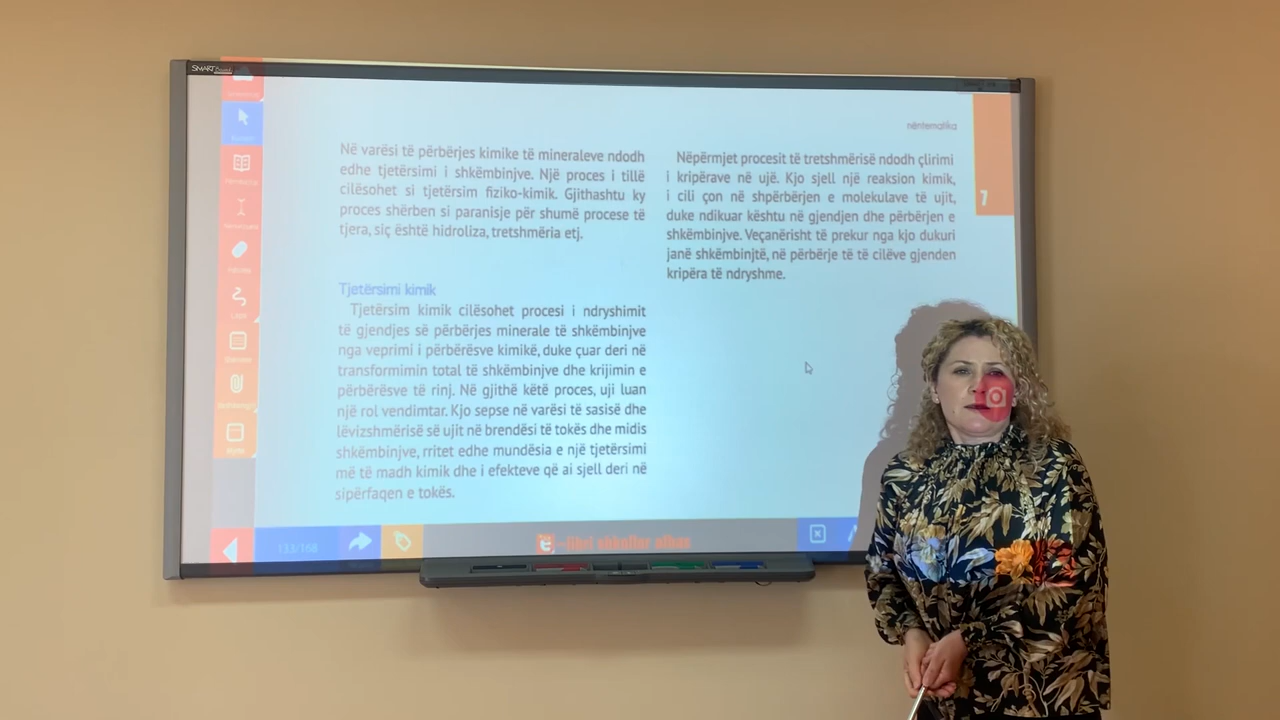 SMART
nëntematika
7
Në varësi të përbërjes kimike të mineraleve ndodh
edhe tjetërsimi i shkëmbinjve. Një proces i tillë
cilësohet si tjetërsim fiziko-kimik. Gjithashtu ky
proces shërben si paranisje për shumë procese të
tjera, siç është hidroliza, tretshmëria etj.
Tjetërsimi kimik
Tjetërsim kimik cilësohet procesi i ndryshimit
të gjendjes së përbërjes minerale të shkëmbinjve
nga veprimi i përbërësve kimikë, duke çuar deri në
transformimin total të shkëmbinjve dhe krijimin e
përbërësve të rinj. Në gjithë këtë proces, uji luan
një rol vendimtar. Kjo sepse në varësi të sasisë dhe
lëvizshmërisë së ujit në brendësi të tokës dhe midis
shkëmbinjve, rritet edhe mundësia e një tjetërsimi
më të madh kimik dhe i efekteve që ai sjell deri në
sipërfaqen e tokës.
Nëpërmjet procesit të tretshmërisë ndodh çlirimi
i kripërave në ujë. Kjo sjell një reaksion kimik,
i cili çon në shpërbërjen e molekulave të ujit,
duke ndikuar kështu në gjendjen dhe përbërjen e
shkëmbinjve. Veçanërisht të prekur nga kjo dukuri
janë shkëmbinjtë, në përbërje të të cilëve gjenden
kripëra të ndryshme.
133/168
e-libri shkollor albas